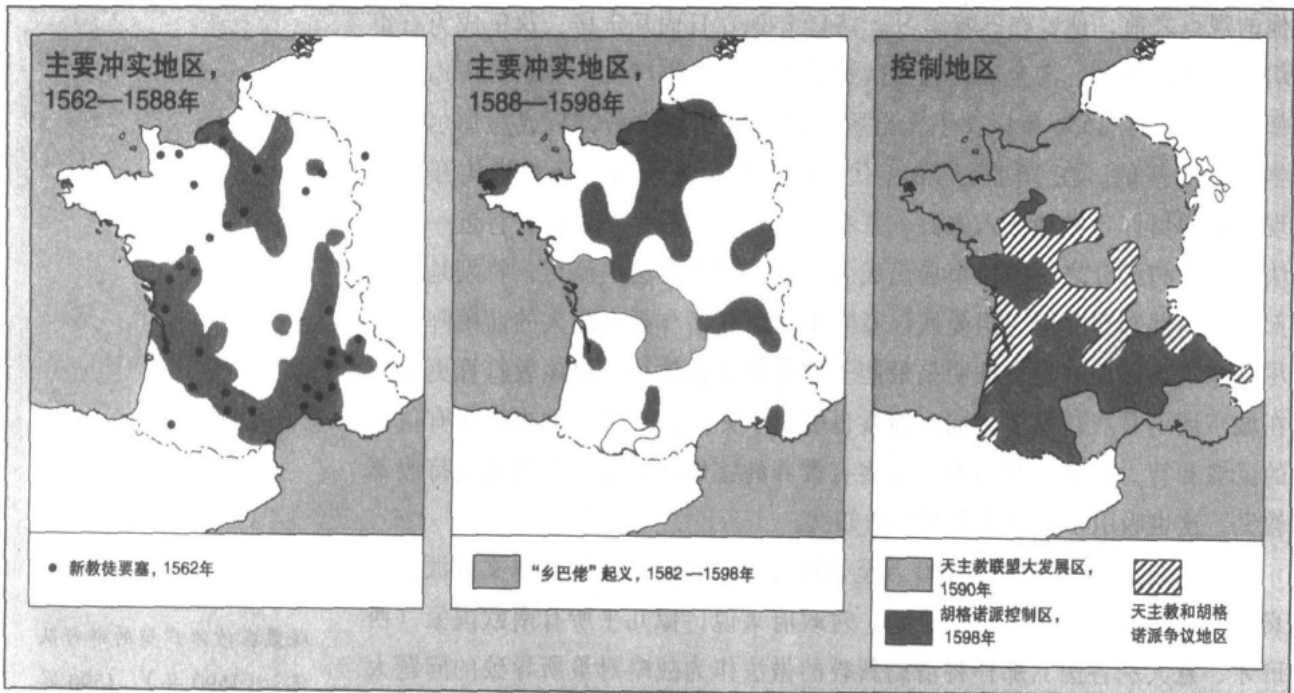 主要冲实地区，
1562—1588年
主要冲实地区，
1588—1598年
控制地区
新教徒要塞，1562年
“乡巴佬”起义，1582—1598年
天主教联盟大发展区，
1590年
胡格诺派控制区，
1598年
天主教和胡格
诺派争议地区